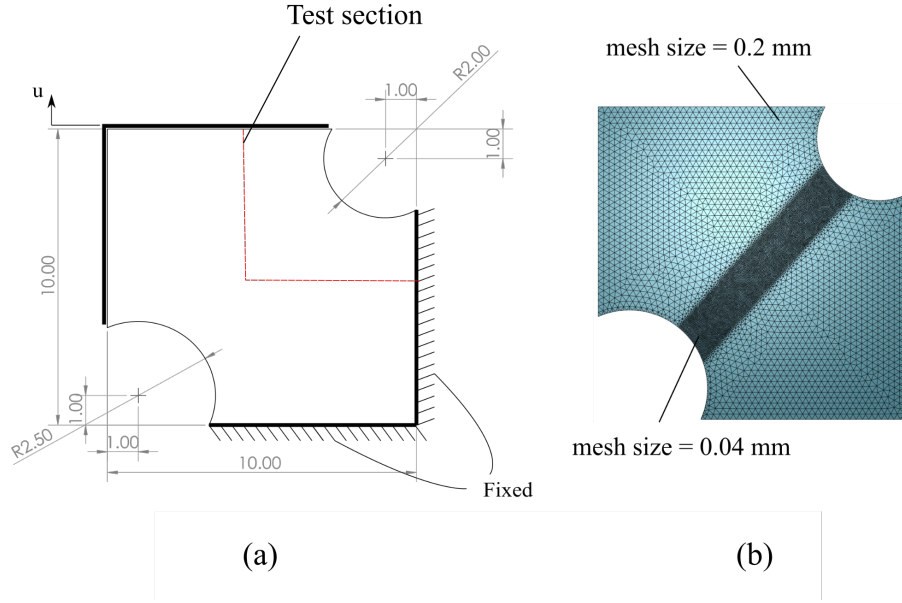 Test section
u
R2.00
1.00
1.00
10.00
1.00
R2.50
1.00
10.00
Fixed
(a)
mesh size = 0.2 mm
mesh size = 0.04 mm
(b)